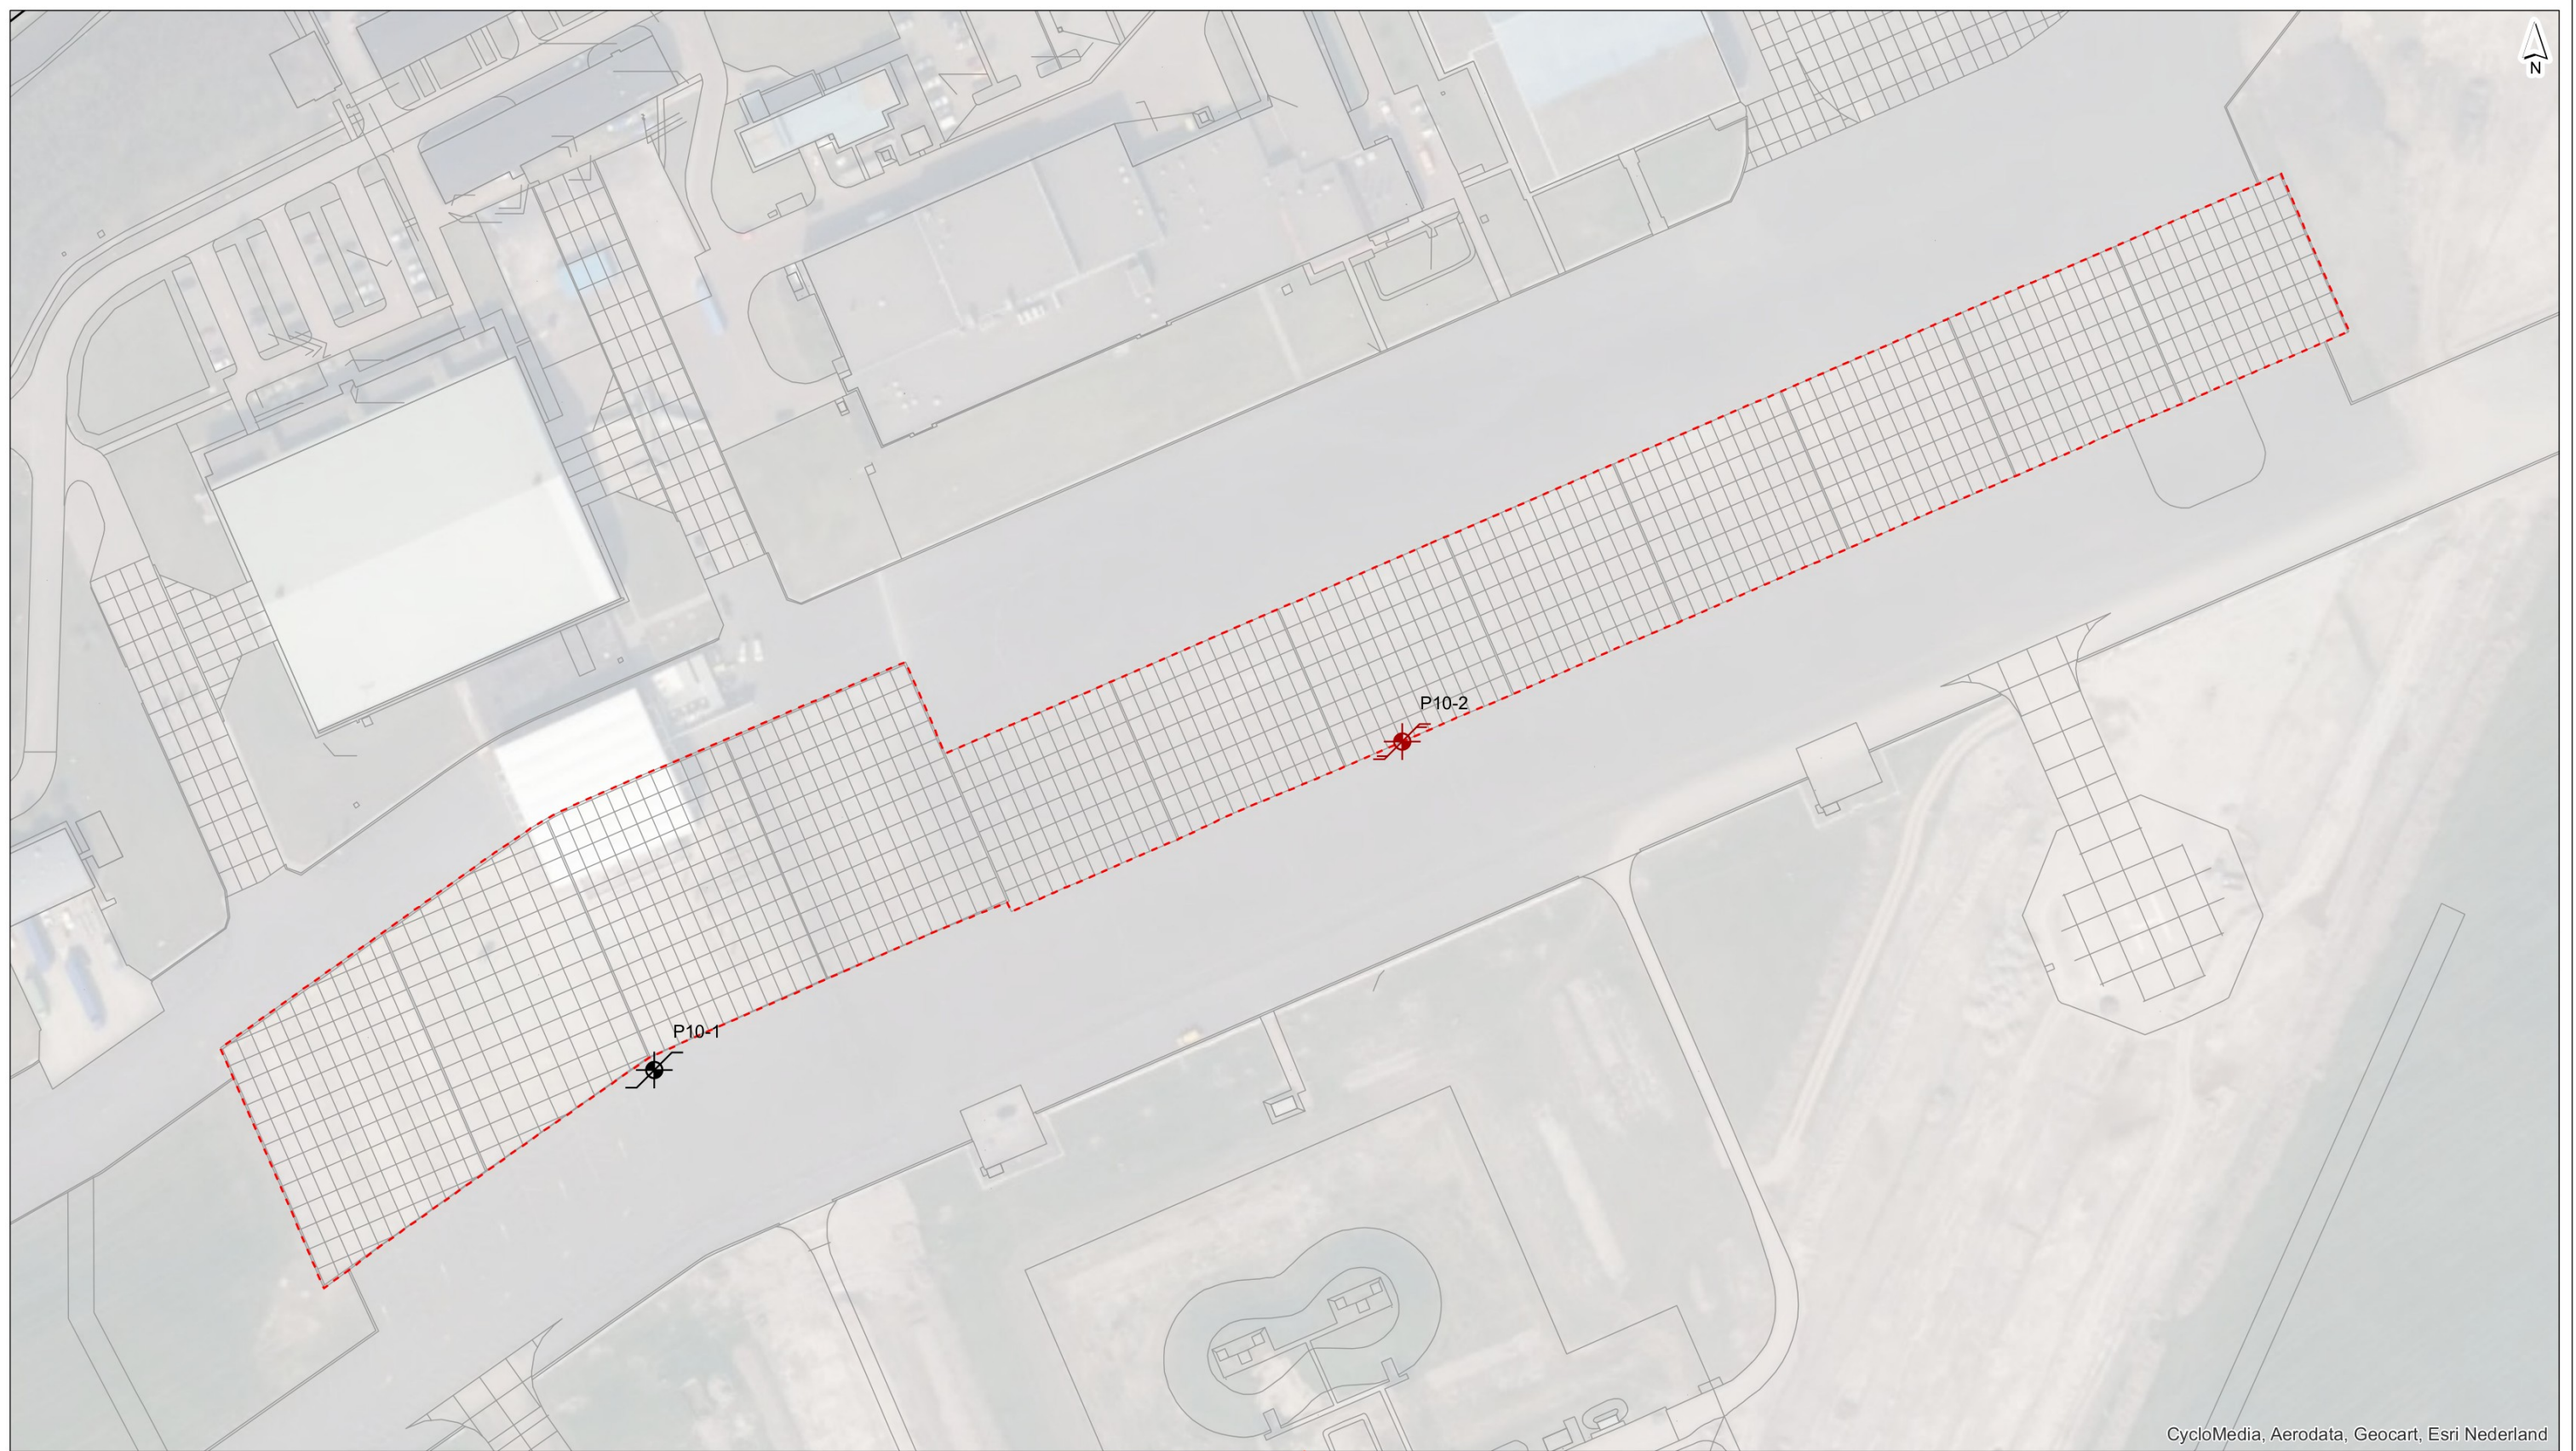 N
P10-2
P10-1
CycloMedia, Aerodata, Geocart, Esri Nederland